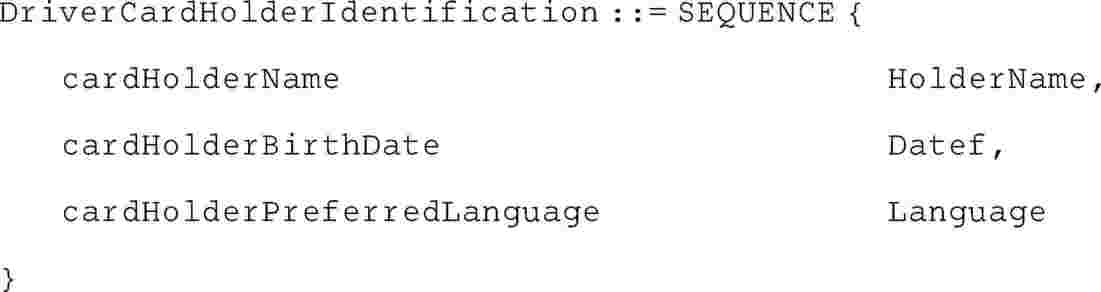 DriverCardHolderIdentification ::= SEQUENCE {
cardHolderName HolderName,
cardHolderBirthDate Datef,
cardHolderPreferredLanguage Language
}